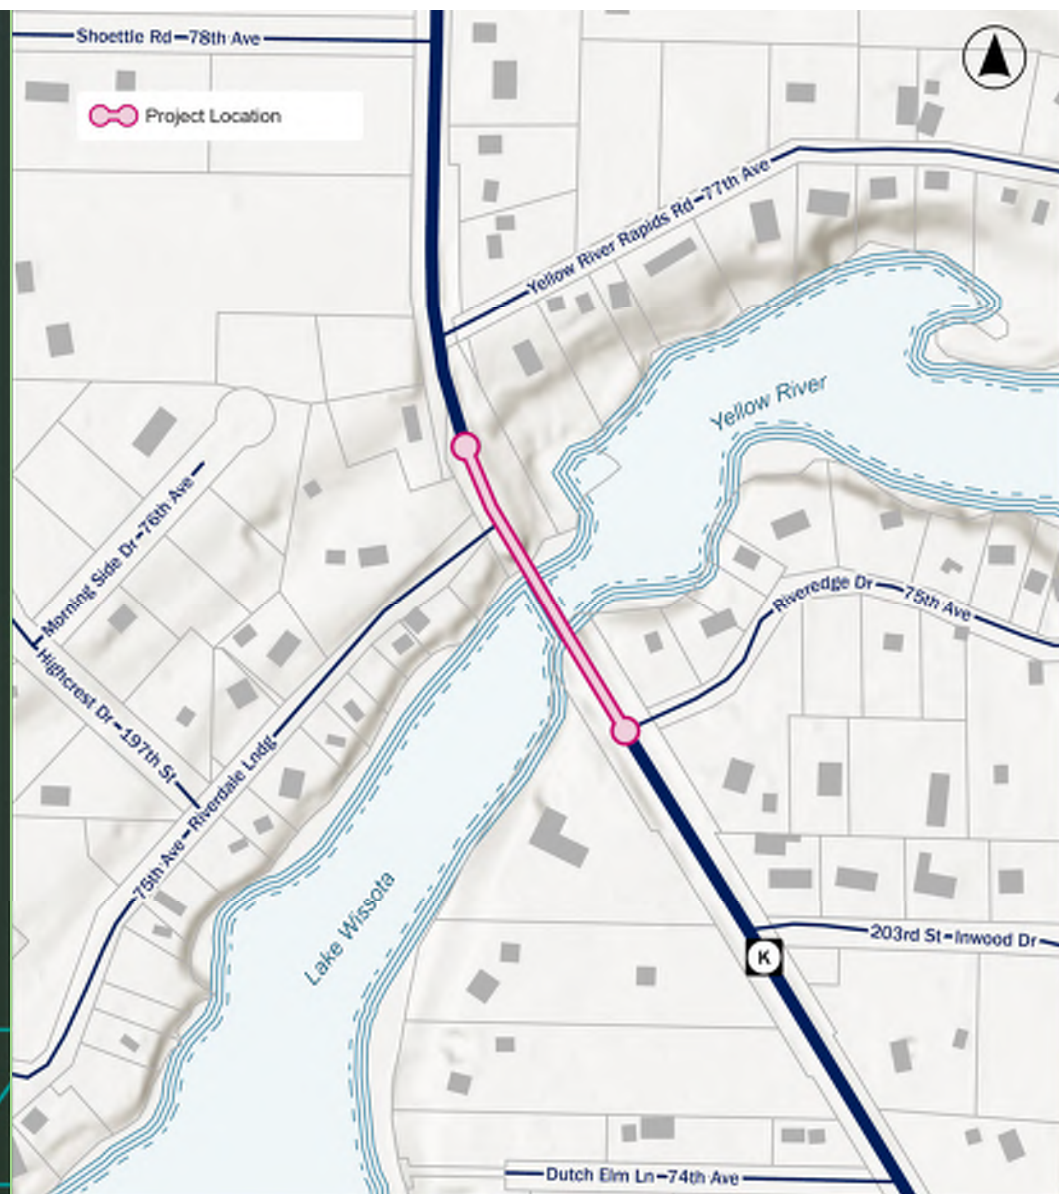 Shoettle Rd–78th Ave
Project Location
Yellow River Rapids Rd–77th Ave
Yellow River
Morning Side Dr–76th Ave
Riveredge Dr–75th Ave
Highcrest Dr–197th St
75th Ave–Riverdale Lndg
Lake Wissota
203rd St–Inwood Dr
K
Dutch Elm Ln–74th Ave